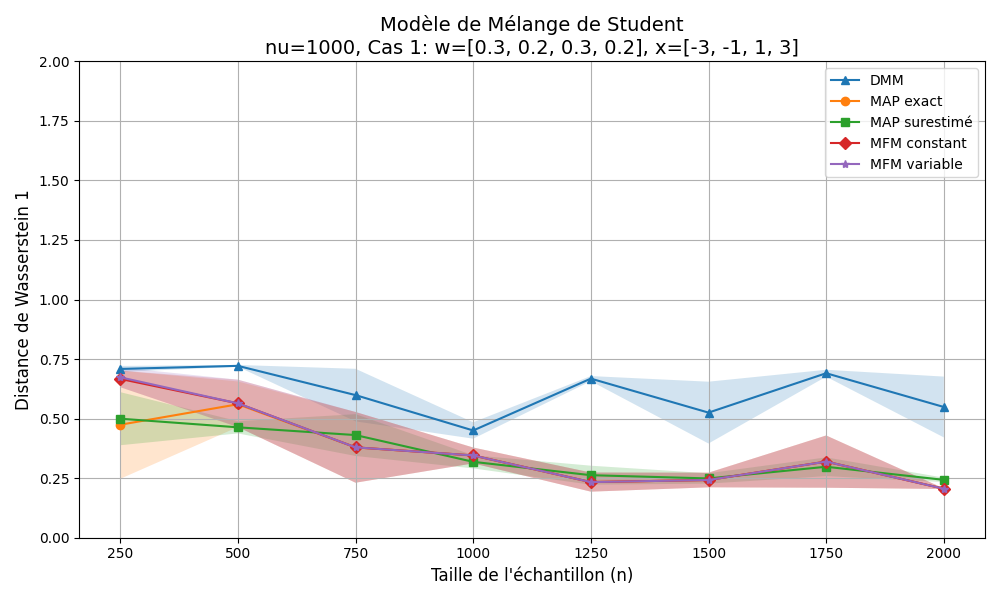 Modèle de Mélange de Student
nu=1000, Cas 1: w=[0.3, 0.2, 0.3, 0.2], x=[-3, -1, 1, 3]
2.00
1.75
1.50
1.25
1.00
0.75
0.50
0.25
0.00
Distance de Wasserstein 1
DMM
MAP exact
MAP surestimé
MFM constant
MFM variable
250
500
750
1000
1250
1500
1750
2000
Taille de l'échantillon (n)